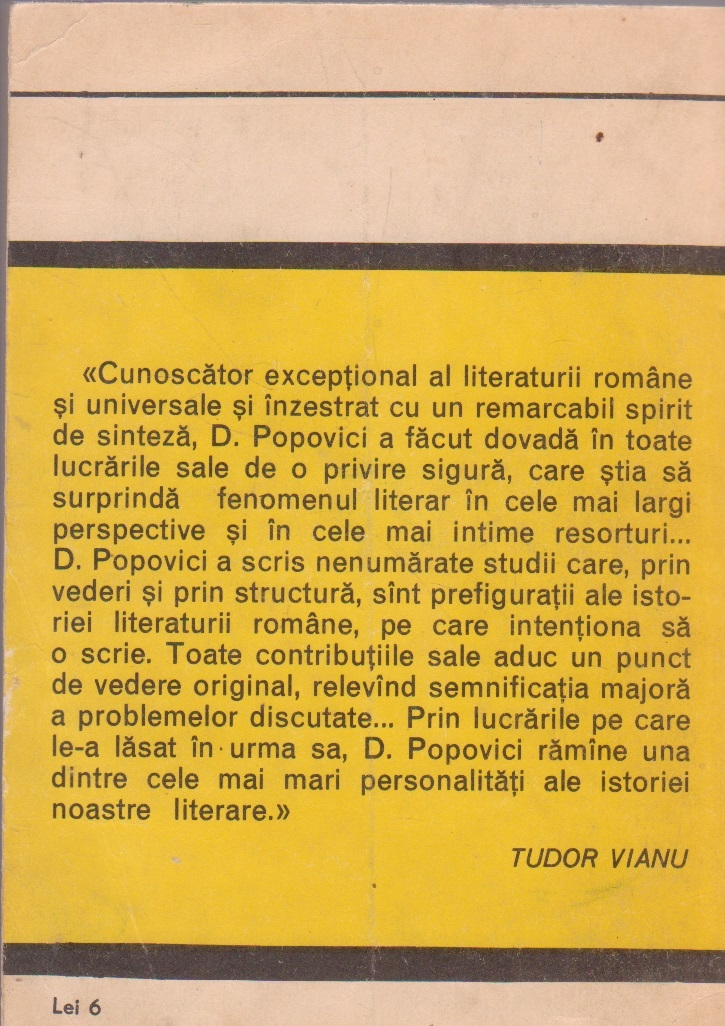 «Cunoscător excepțional al literaturii române
și universale și înzestrat cu un remarcabil spirit
de sinteză, D. Popovici a făcut dovadă în toate
lucrările sale de o privire sigură, care știa să
surprindă fenomenul literar în cele mai largi
perspective și în cele mai intime resorturi...
D. Popovici a scris nenumărate studii care, prin
vederi și prin structură, sînt prefigurații ale isto-
riei literaturii române, pe care intenționa să
o scrie. Toate contribuțiile sale aduc un punct
de vedere original, relevînd semnificația majoră
a problemelor discutate... Prin lucrările pe care
le-a lăsat în urma sa, D. Popovici rămîne una
dintre cele mai mari personalități ale istoriei
noastre literare.»
TUDOR VIANU
Lei 6